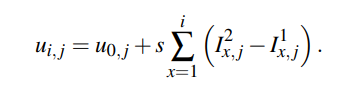 $$u_{i,j} = u_{0,j} + s \sum_{x=1}^{i} \left( I_{x,j}^{2} - I_{x,j}^{1} \right).$$